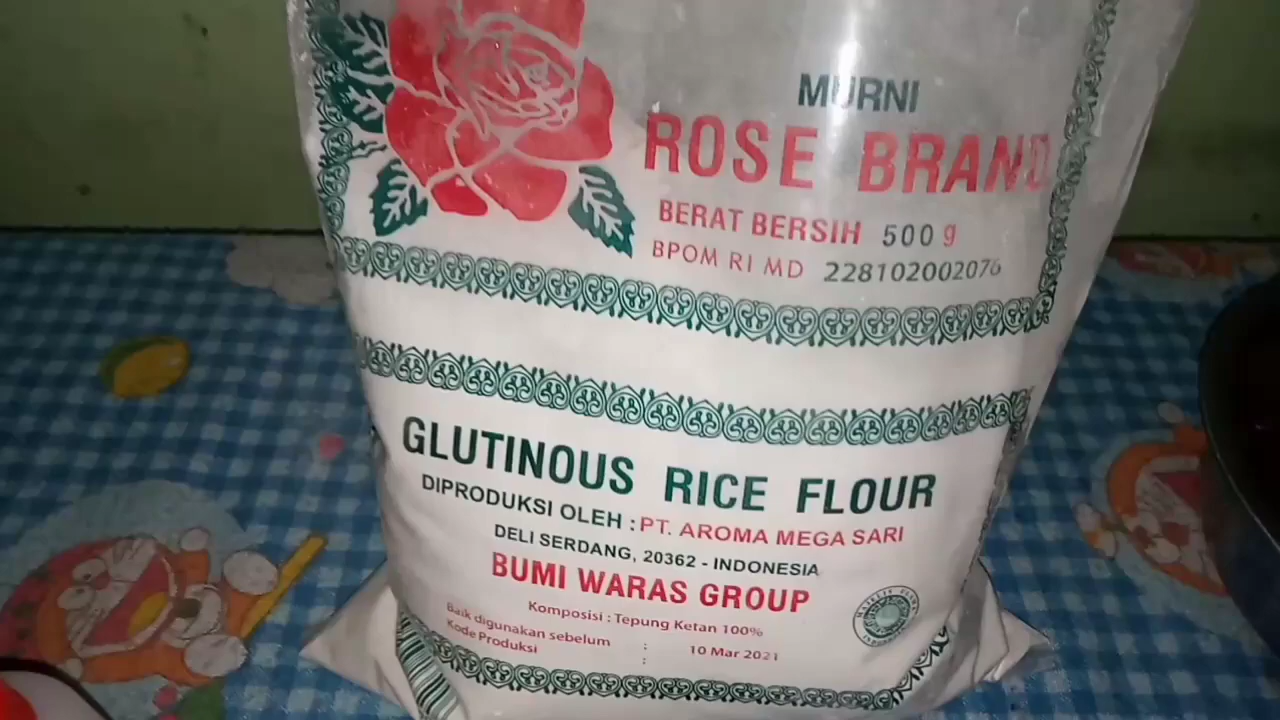 MURNI
ROSE BRAND
BERAT BERSIH 500 g
BPOM RI MD 228102002076
GLUTINOUS RICE FLOUR
DIPRODUKSI OLEH : PT. AROMA MEGA SARI
DELI SERDANG, 20362 - INDONESIA
BUMI WARAS GROUP
Komposisi : Tepung Ketan 100%
Baik digunakan sebelum : 10 Mar 2021
Kode Produksi :